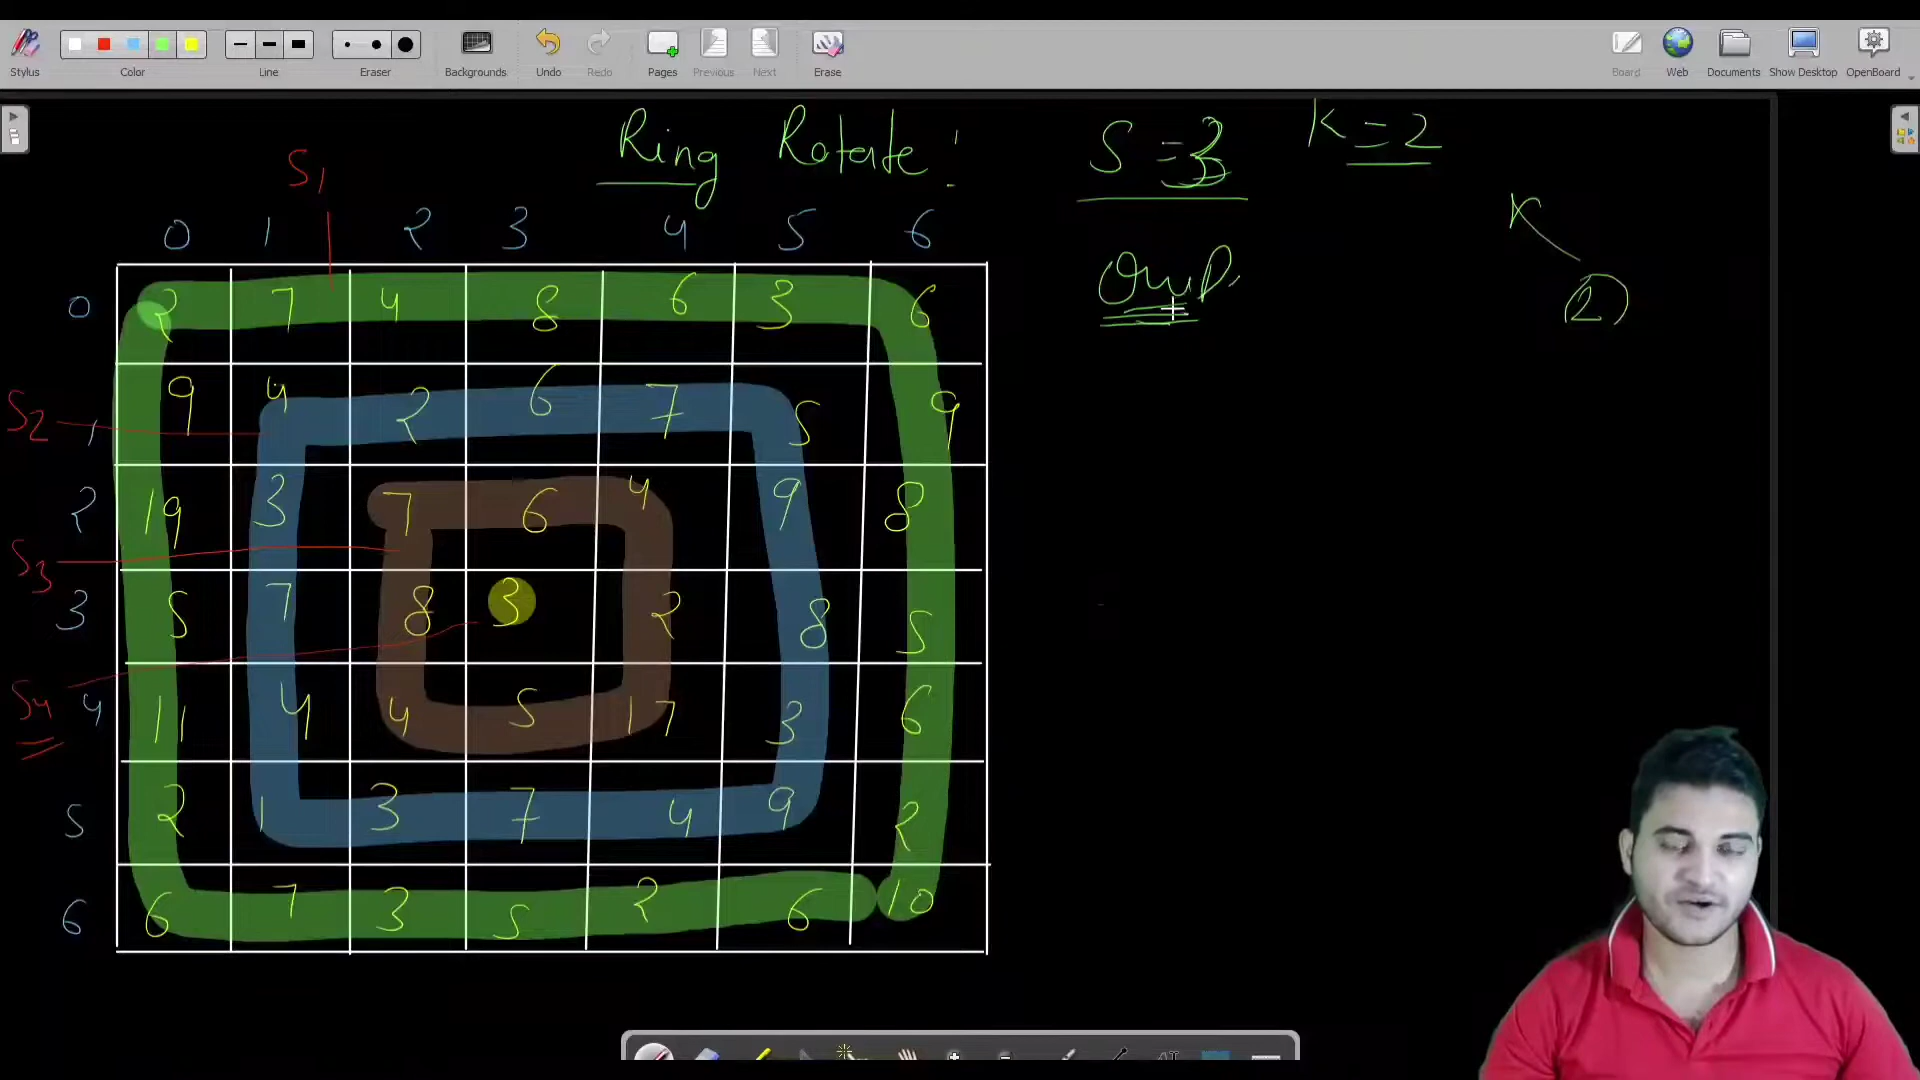 Stylus Color Line Eraser Backgrounds Undo Redo Pages Previous Next Erase Board Web Documents Show Desktop OpenBoard
Ring Rotate:
S = 3
K = 2
S1
K
2
0 1 2 3 4 5 6
0 2 7 4 8 6 3 6
S2
1 9 4 2 6 7 5 9
2 19 3 7 6 4 9 8
S3
3 5 7 8 3 2 8 5
S4
4 11 4 4 5 17 3 6
5 2 1 3 7 4 9 2
6 6 7 3 5 2 6 10